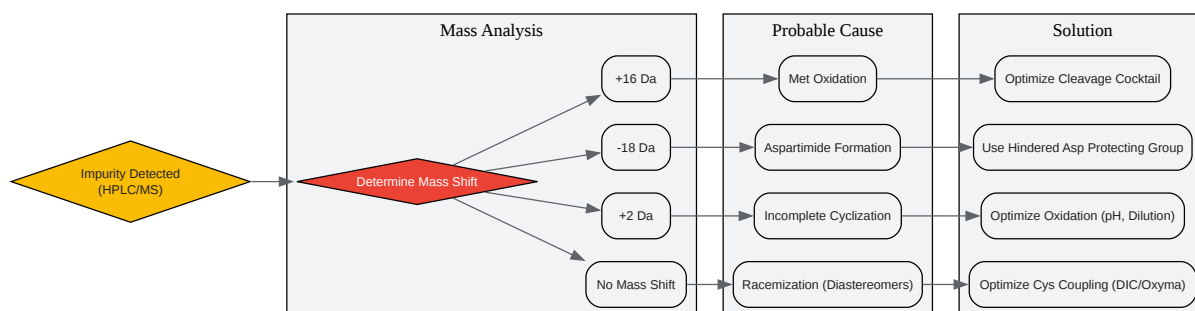 Mass Analysis
Probable Cause
Solution
Impurity Detected
(HPLC/MS)
Determine Mass Shift
+16 Da
Met Oxidation
Optimize Cleavage Cocktail
-18 Da
Aspartimide Formation
Use Hindered Asp Protecting Group
+2 Da
Incomplete Cyclization
Optimize Oxidation (pH, Dilution)
No Mass Shift
Racemization (Diastereomers)
Optimize Cys Coupling (DIC/Oxyma)